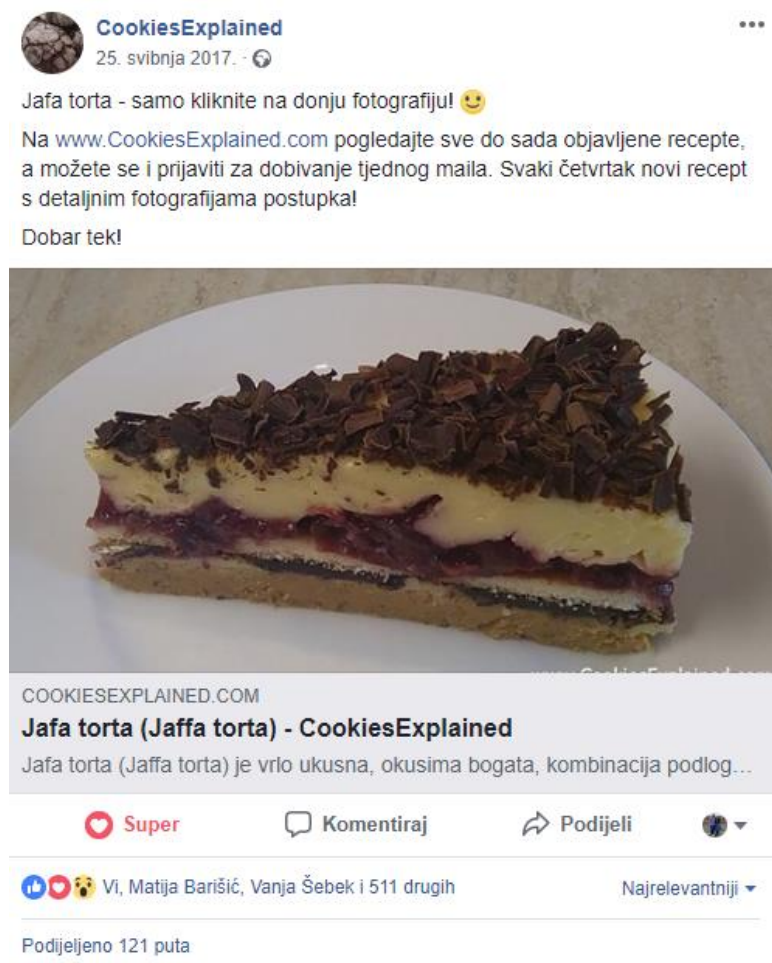 CookiesExplained
25. svibnja 2017. ·
Jafa torta - samo kliknite na donju fotografiju!
Na www.CookiesExplained.com pogledajte sve do sada objavljene recepte,
a možete se i prijaviti za dobivanje tjednog maila. Svaki četvrtak novi recept
s detaljnim fotografijama postupka!
Dobar tek!
www.CookiesExplained.com
COOKIESEXPLAINED.COM
Jafa torta (Jaffa torta) - CookiesExplained
Jafa torta (Jaffa torta) je vrlo ukusna, okusima bogata, kombinacija podlog...
Super Komentiraj Podijeli
Vi, Matija Barišić, Vanja Šebek i 511 drugih Najrelevantniji
Podijeljeno 121 puta